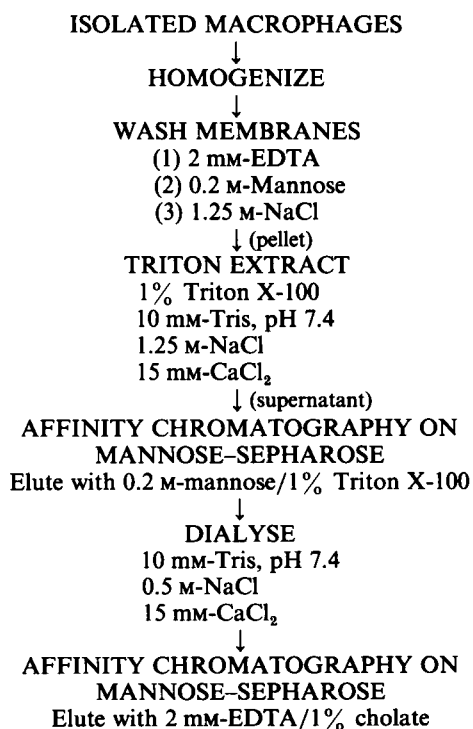 ISOLATED MACROPHAGES
↓
HOMOGENIZE
↓
WASH MEMBRANES
(1) 2 mM-EDTA
(2) 0.2 M-Mannose
(3) 1.25 M-NaCl
↓ (pellet)
TRITON EXTRACT
1% Triton X-100
10 mM-Tris, pH 7.4
1.25 M-NaCl
15 mM-CaCl₂
↓ (supernatant)
AFFINITY CHROMATOGRAPHY ON
MANNOSE–SEPHAROSE
Elute with 0.2 M-mannose/1% Triton X-100
↓
DIALYSE
10 mM-Tris, pH 7.4
0.5 M-NaCl
15 mM-CaCl₂
↓
AFFINITY CHROMATOGRAPHY ON
MANNOSE–SEPHAROSE
Elute with 2 mM-EDTA/1% cholate